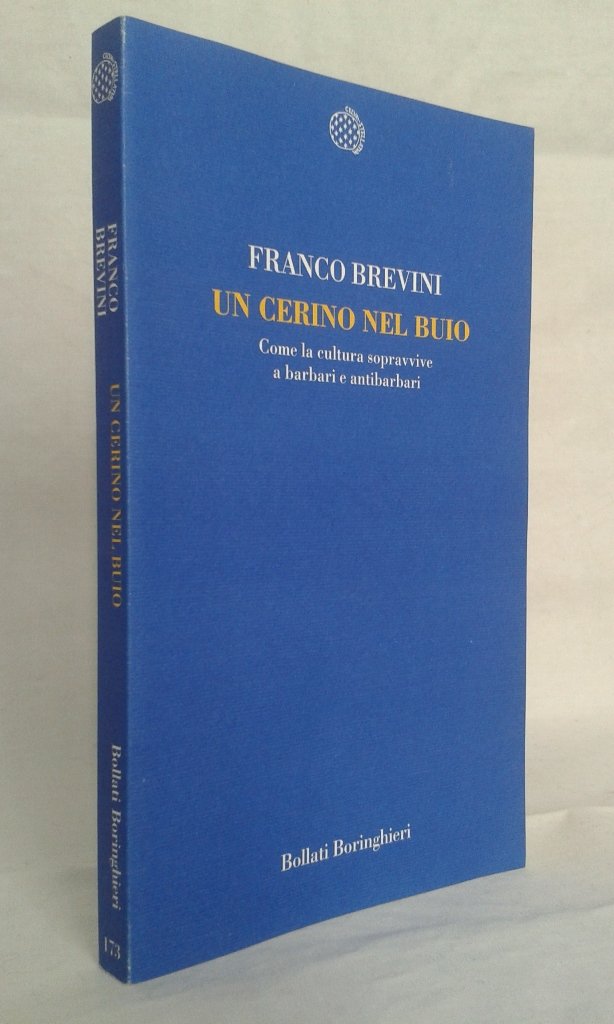 FRANCO BREVINI
UN CERINO NEL BUIO
Come la cultura sopravvive
a barbari e antibarbari
Bollati Boringhieri
FRANCO
BREVINI
UN CERINO NEL BUIO
Bollati Boringhieri
173